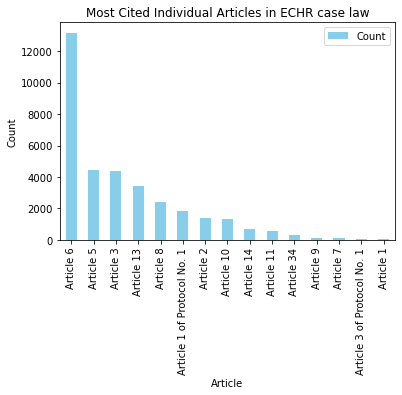 Most Cited Individual Articles in ECHR case law
Count
12000
10000
8000
6000
4000
2000
0
Count
Article 6
Article 5
Article 3
Article 13
Article 8
Article 1 of Protocol No. 1
Article 2
Article 10
Article 14
Article 11
Article 34
Article 9
Article 7
Article 3 of Protocol No. 1
Article 1
Article